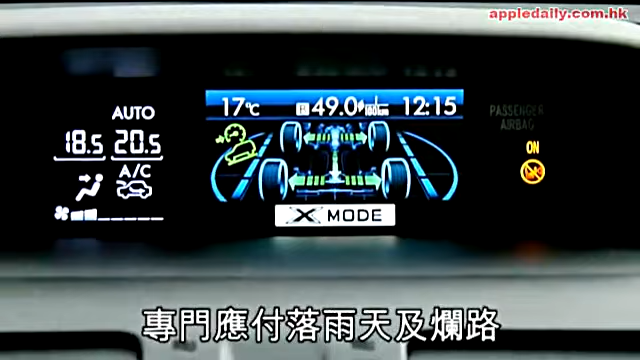 appledaily.com.hk
17°C 49.0 12:15
AUTO
18.5 20.5
A/C
PASSENGER
AIRBAG
ON
X MODE
專門應付落雨天及爛路